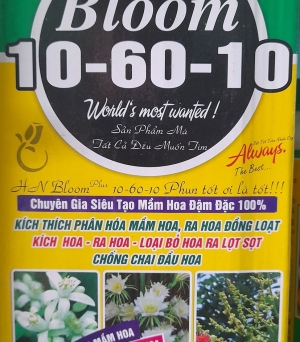 Bloom
10-60-10
World's most wanted!
Sản Phẩm Mà
Tất Cả Đều Muốn Tìm
Always.
The Best...
HN Bloom Plus 10-60-10 Phun tốt ơi là tốt!!!
Chuyên Gia Siêu Tạo Mầm Hoa Đậm Đặc 100%
KÍCH THÍCH PHÂN HÓA MẦM HOA, RA HOA ĐỒNG LOẠT
KÍCH HOA - RA HOA - LOẠI BỎ HOA RA LỢT SỢT
CHỐNG CHAI ĐẦU HOA
MẦM HOA